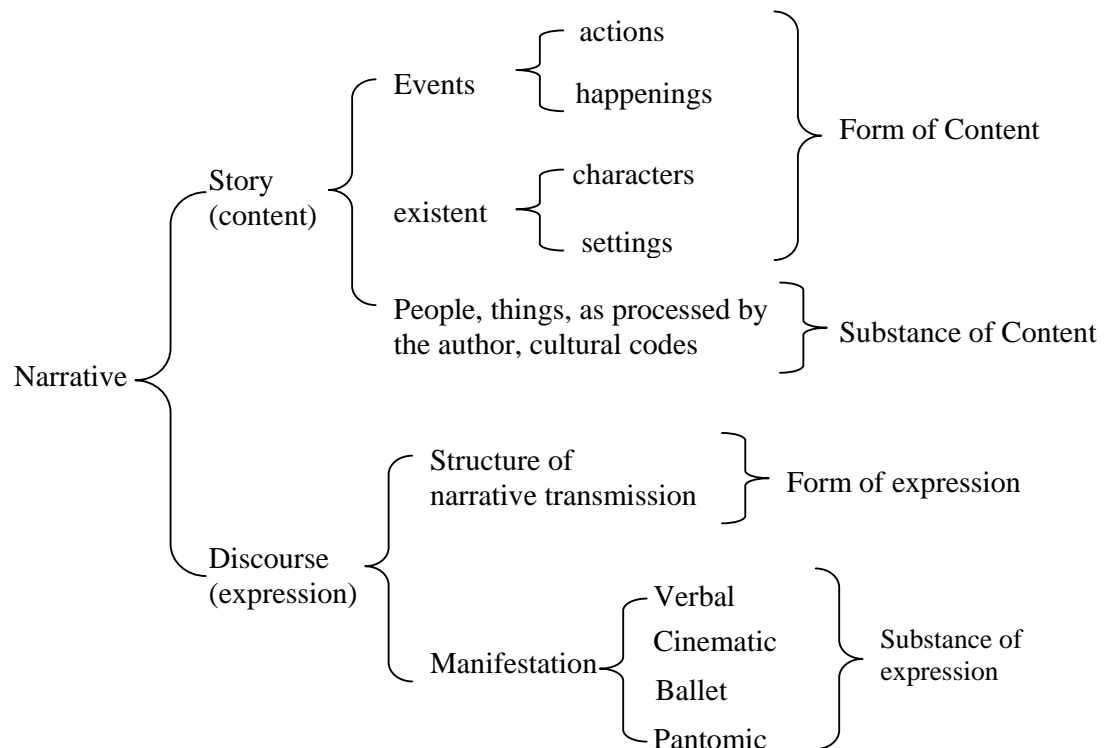 actions
Events
happenings
Form of Content
Story
(content)
characters
existent
settings
People, things, as processed by
the author, cultural codes
Substance of Content
Narrative
Structure of
narrative transmission
Form of expression
Discourse
(expression)
Verbal
Cinematic
Manifestation
Ballet
Pantomic
Substance of
expression